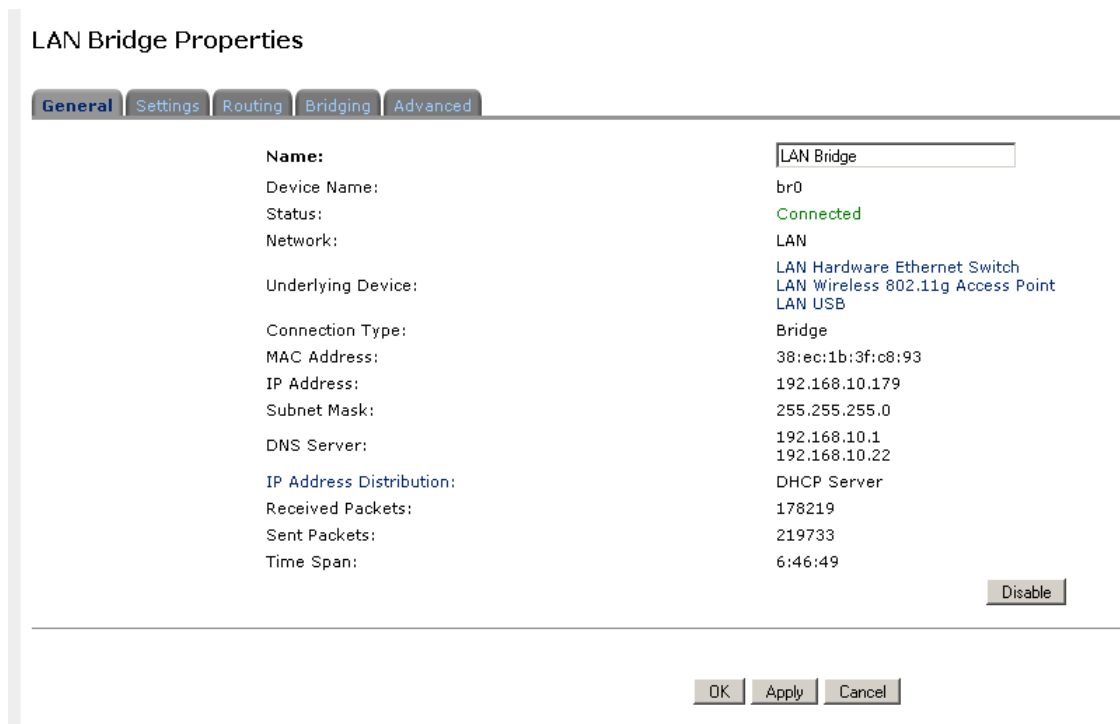 LAN Bridge Properties
General Settings Routing Bridging Advanced
Name: LAN Bridge
Device Name: br0
Status: Connected
Network: LAN
Underlying Device: LAN Hardware Ethernet Switch
LAN Wireless 802.11g Access Point
LAN USB
Connection Type: Bridge
MAC Address: 38:ec:1b:3f:c8:93
IP Address: 192.168.10.179
Subnet Mask: 255.255.255.0
DNS Server: 192.168.10.1
192.168.10.22
IP Address Distribution: DHCP Server
Received Packets: 178219
Sent Packets: 219733
Time Span: 6:46:49
Disable
OK Apply Cancel